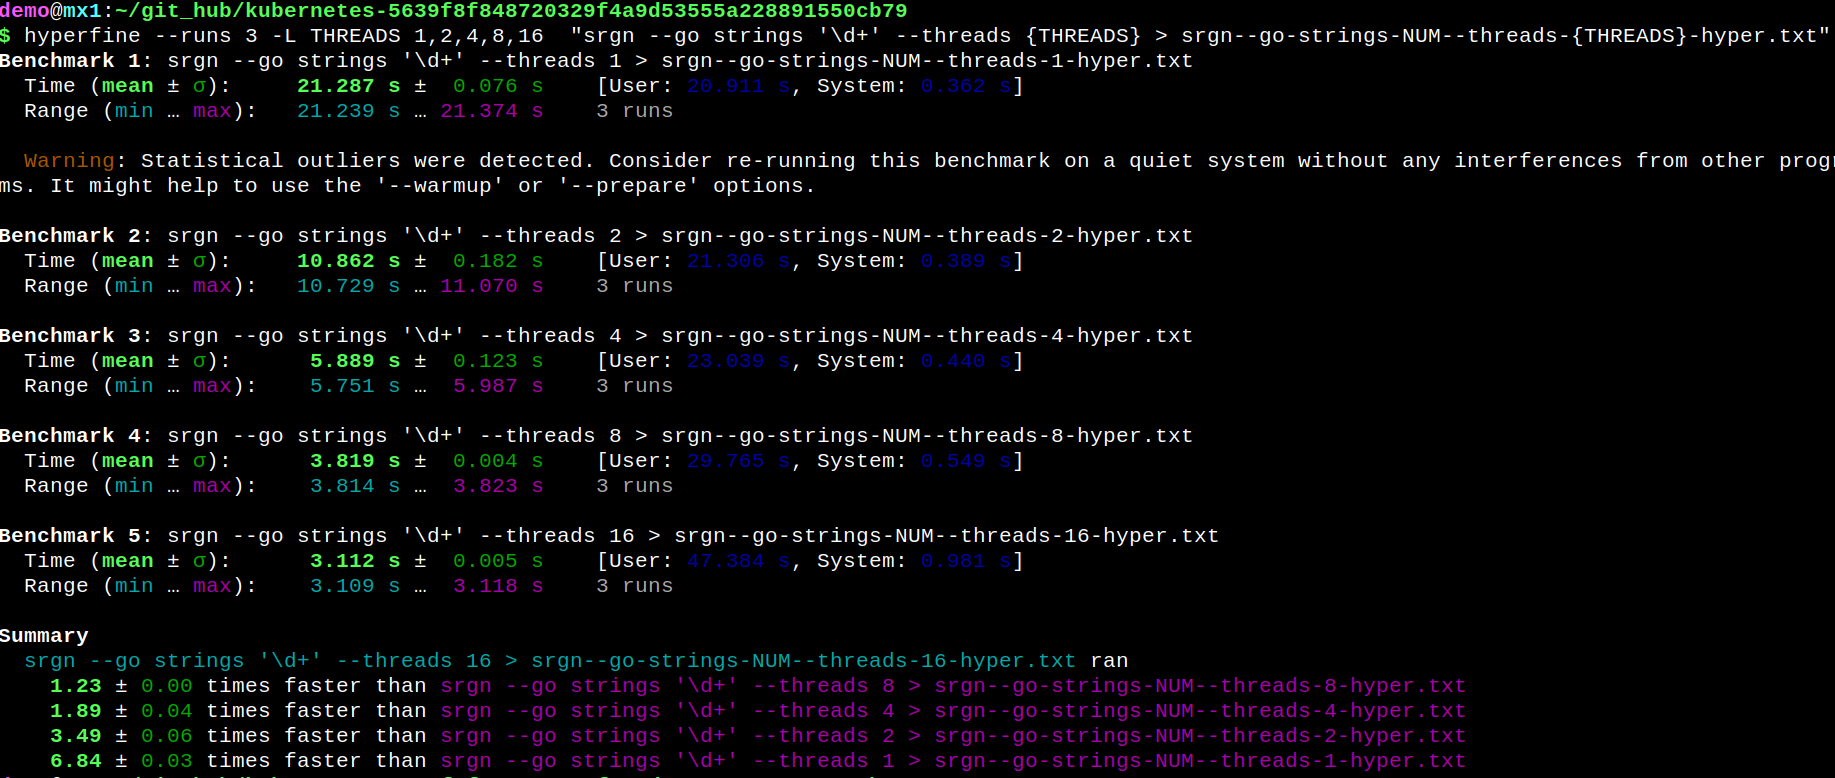 demo@mx1:~/git_hub/kubernetes-5639f8f848720329f4a9d53555a228891550cb79
$ hyperfine --runs 3 -L THREADS 1,2,4,8,16  "srgn --go strings '\d+' --threads {THREADS} > srgn--go-strings-NUM--threads-{THREADS}-hyper.txt"
Benchmark 1: srgn --go strings '\d+' --threads 1 > srgn--go-strings-NUM--threads-1-hyper.txt
  Time (mean ± σ):     21.287 s ±  0.076 s    [User: 20.911 s, System: 0.362 s]
  Range (min … max):   21.239 s … 21.374 s    3 runs
  Warning: Statistical outliers were detected. Consider re-running this benchmark on a quiet system without any interferences from other progr
ms. It might help to use the '--warmup' or '--prepare' options.
Benchmark 2: srgn --go strings '\d+' --threads 2 > srgn--go-strings-NUM--threads-2-hyper.txt
  Time (mean ± σ):     10.862 s ±  0.182 s    [User: 21.306 s, System: 0.389 s]
  Range (min … max):   10.729 s … 11.070 s    3 runs
Benchmark 3: srgn --go strings '\d+' --threads 4 > srgn--go-strings-NUM--threads-4-hyper.txt
  Time (mean ± σ):      5.889 s ±  0.123 s    [User: 23.039 s, System: 0.440 s]
  Range (min … max):    5.751 s …  5.987 s    3 runs
Benchmark 4: srgn --go strings '\d+' --threads 8 > srgn--go-strings-NUM--threads-8-hyper.txt
  Time (mean ± σ):      3.819 s ±  0.004 s    [User: 29.765 s, System: 0.549 s]
  Range (min … max):    3.814 s …  3.823 s    3 runs
Benchmark 5: srgn --go strings '\d+' --threads 16 > srgn--go-strings-NUM--threads-16-hyper.txt
  Time (mean ± σ):      3.112 s ±  0.005 s    [User: 47.384 s, System: 0.981 s]
  Range (min … max):    3.109 s …  3.118 s    3 runs
Summary
  srgn --go strings '\d+' --threads 16 > srgn--go-strings-NUM--threads-16-hyper.txt ran
    1.23 ± 0.00 times faster than srgn --go strings '\d+' --threads 8 > srgn--go-strings-NUM--threads-8-hyper.txt
    1.89 ± 0.04 times faster than srgn --go strings '\d+' --threads 4 > srgn--go-strings-NUM--threads-4-hyper.txt
    3.49 ± 0.06 times faster than srgn --go strings '\d+' --threads 2 > srgn--go-strings-NUM--threads-2-hyper.txt
    6.84 ± 0.03 times faster than srgn --go strings '\d+' --threads 1 > srgn--go-strings-NUM--threads-1-hyper.txt